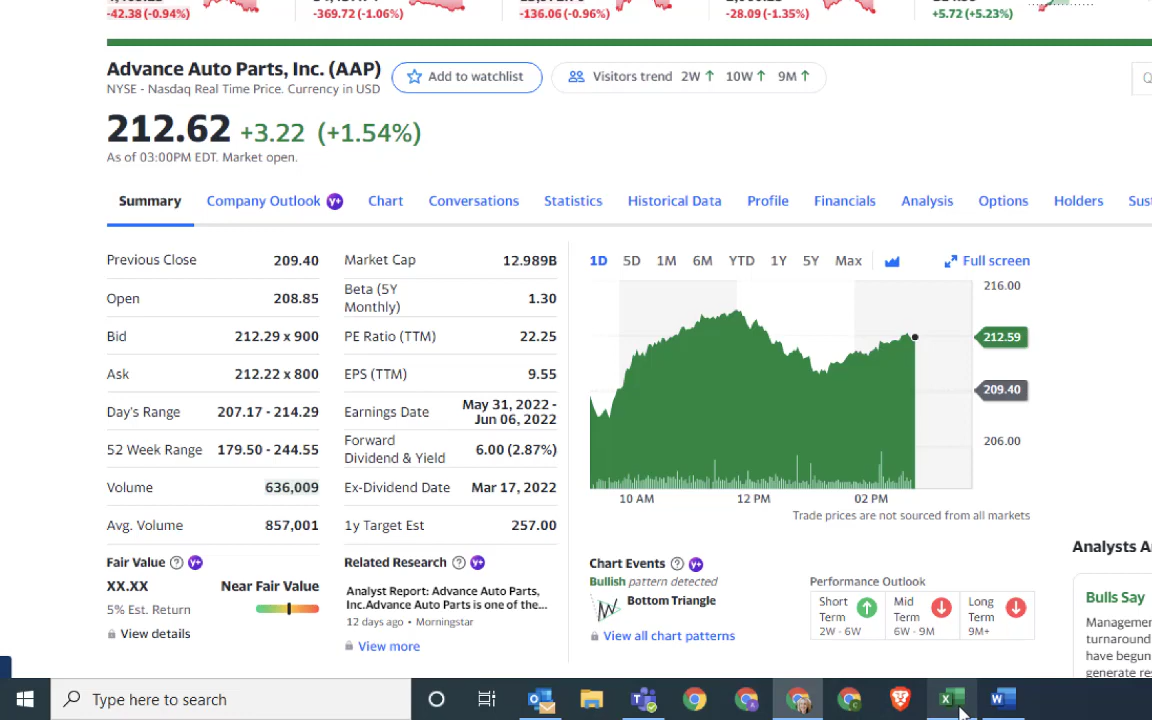 -42.38 (-0.94%) -369.72 (-1.06%) -136.06 (-0.96%) -28.09 (-1.35%) +5.72 (+5.23%)
Advance Auto Parts, Inc. (AAP)
Add to watchlist
Visitors trend 2W 10W 9M
NYSE - Nasdaq Real Time Price. Currency in USD
212.62 +3.22 (+1.54%)
As of 03:00PM EDT. Market open.
Summary Company Outlook Y+ Chart Conversations Statistics Historical Data Profile Financials Analysis Options Holders
Previous Close 209.40
Open 208.85
Bid 212.29 x 900
Ask 212.22 x 800
Day's Range 207.17 - 214.29
52 Week Range 179.50 - 244.55
Volume 636,009
Avg. Volume 857,001
Market Cap 12.989B
Beta (5Y
Monthly) 1.30
PE Ratio (TTM) 22.25
EPS (TTM) 9.55
Earnings Date May 31, 2022 -
Jun 06, 2022
Forward
Dividend & Yield 6.00 (2.87%)
Ex-Dividend Date Mar 17, 2022
1y Target Est 257.00
1D 5D 1M 6M YTD 1Y 5Y Max
Full screen
216.00
212.59
209.40
206.00
10 AM 12 PM 02 PM
Trade prices are not sourced from all markets
Fair Value ? Y+
XX.XX Near Fair Value
5% Est. Return
View details
Related Research ? Y+
Analyst Report: Advance Auto Parts,
Inc.Advance Auto Parts is one of the...
12 days ago • Morningstar
View more
Chart Events ? Y+
Bullish pattern detected
Bottom Triangle
View all chart patterns
Performance Outlook
Short
Term
2W - 6W
Mid
Term
6W - 9M
Long
Term
9M+
Analysts
Bulls Say
turnaround
have begun
Type here to search